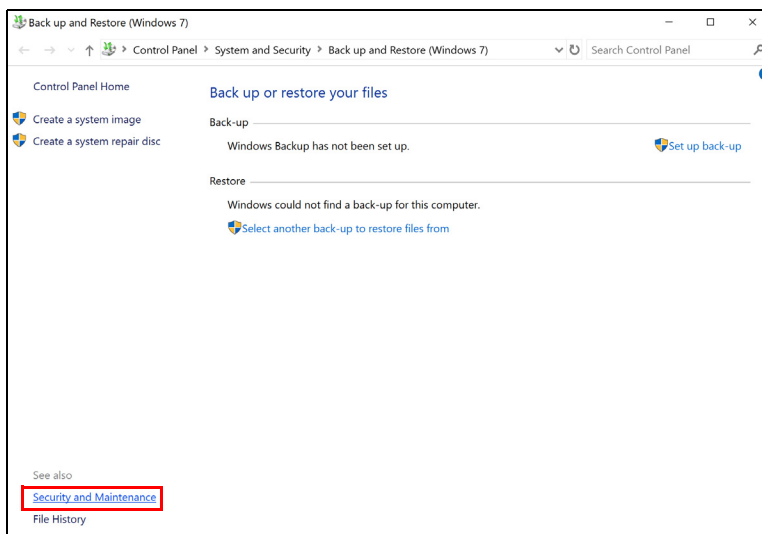 Back up and Restore (Windows 7)
Control Panel > System and Security > Back up and Restore (Windows 7)
Search Control Panel
Control Panel Home
Create a system image
Create a system repair disc
Back up or restore your files
Back-up
Windows Backup has not been set up.
Set up back-up
Restore
Windows could not find a back-up for this computer.
Select another back-up to restore files from
See also
Security and Maintenance
File History